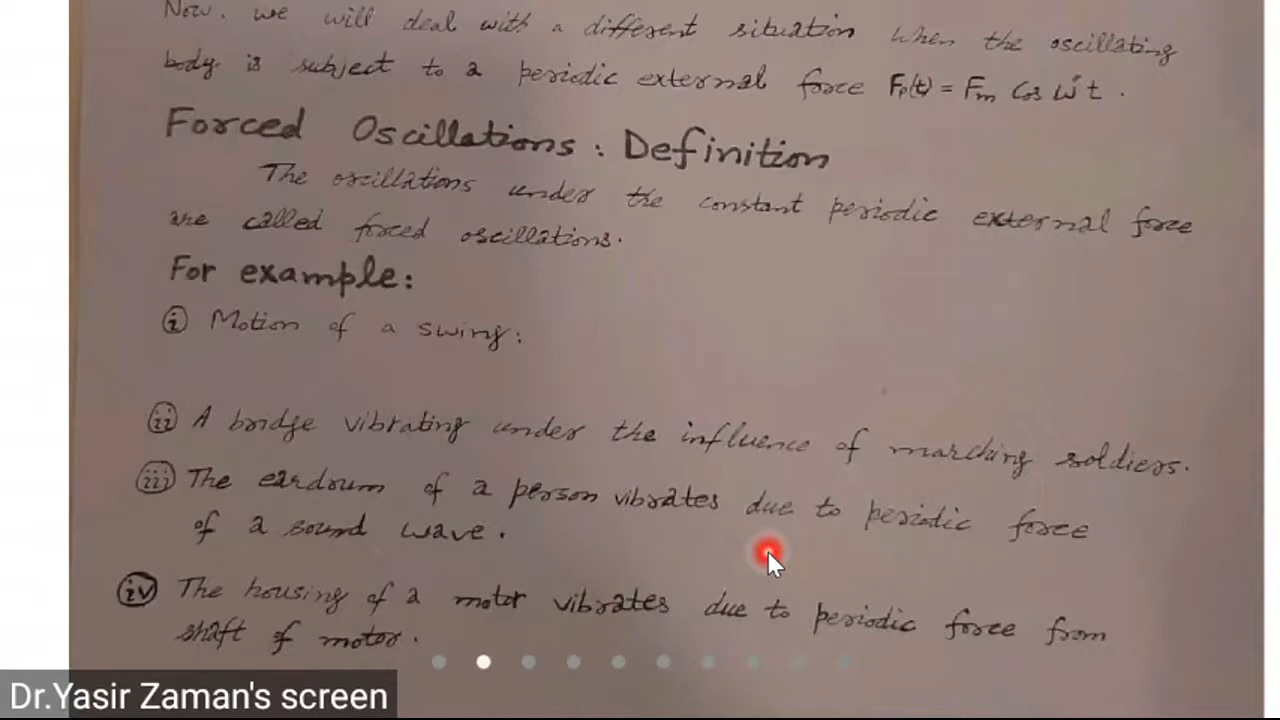 Now, we will deal with a different situation when the oscillating
body is subject to a periodic external force Fp(t) = Fm Cos ω″t .
Forced Oscillations : Definition
The oscillations under the constant periodic external force
are called forced oscillations.
For example:
(i) Motion of a swing:
(ii) A bridge vibrating under the influence of marching soldiers.
(iii) The eardrum of a person vibrates due to periodic force
of a sound wave.
(iv) The housing of a motor vibrates due to periodic force from
shaft of motor.
Dr.Yasir Zaman's screen